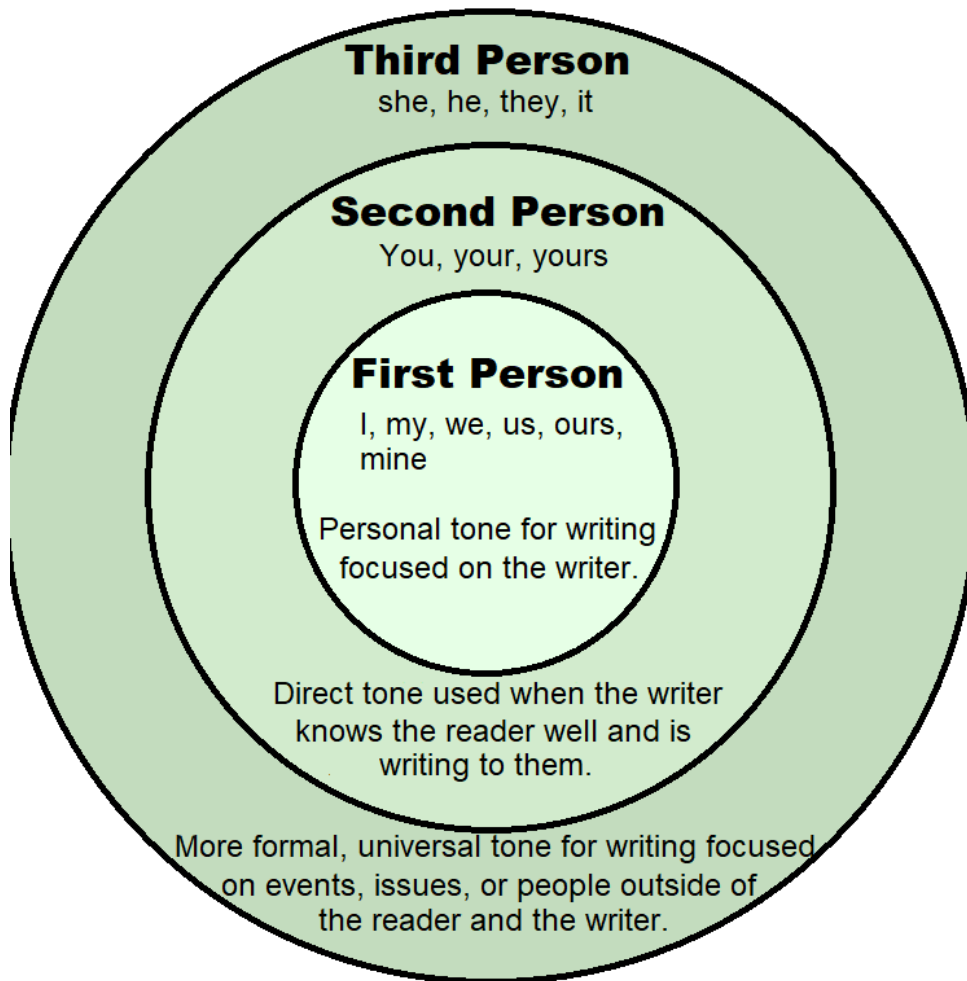 Third Person
she, he, they, it
Second Person
You, your, yours
First Person
I, my, we, us, ours,
mine
Personal tone for writing
focused on the writer.
Direct tone used when the writer
knows the reader well and is
writing to them.
More formal, universal tone for writing focused
on events, issues, or people outside of
the reader and the writer.